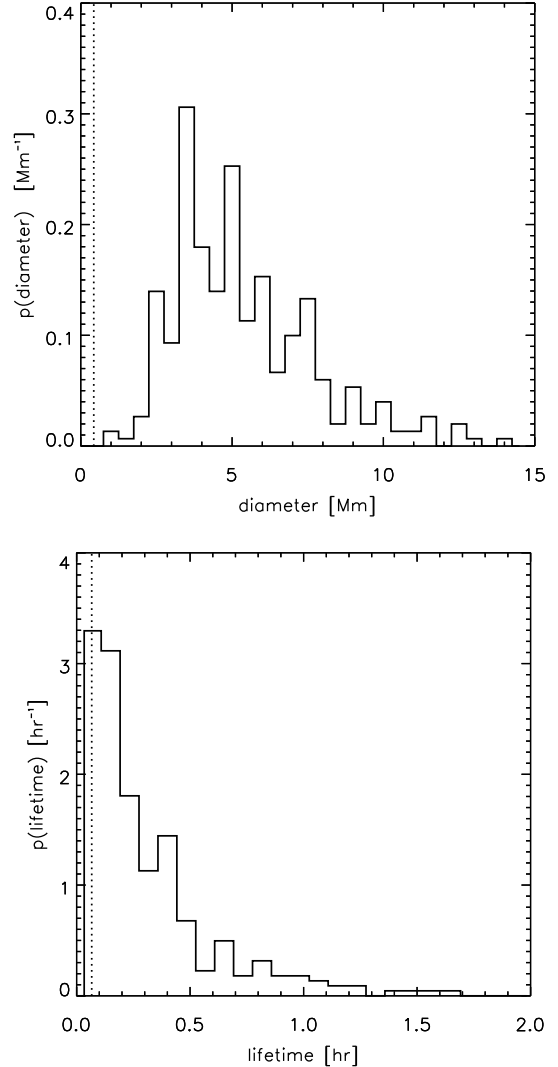 0.4
0.3
0.2
0.1
0.0
p(diameter) [Mm⁻¹]
0 5 10 15
diameter [Mm]
4
3
2
1
0
p(lifetime) [hr⁻¹]
0.0 0.5 1.0 1.5 2.0
lifetime [hr]